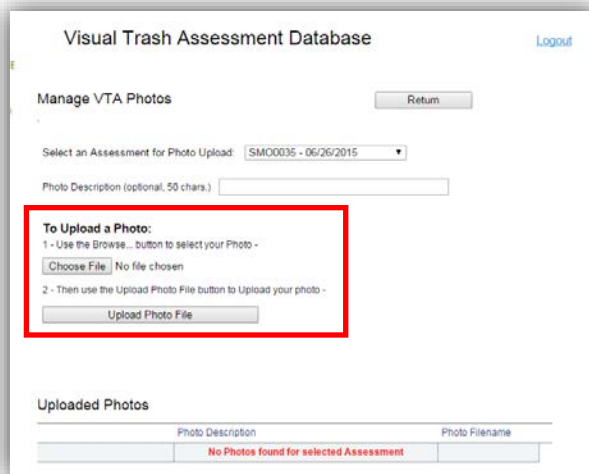 Visual Trash Assessment Database
Logout
E
Manage VTA Photos
Return
Select an Assessment for Photo Upload: SMO0035 - 06/26/2015
Photo Description (optional, 50 chars.)
To Upload a Photo:
1 - Use the Browse... button to select your Photo -
Choose File No file chosen
2 - Then use the Upload Photo File button to Upload your photo -
Upload Photo File
Uploaded Photos
Photo Description Photo Filename
No Photos found for selected Assessment